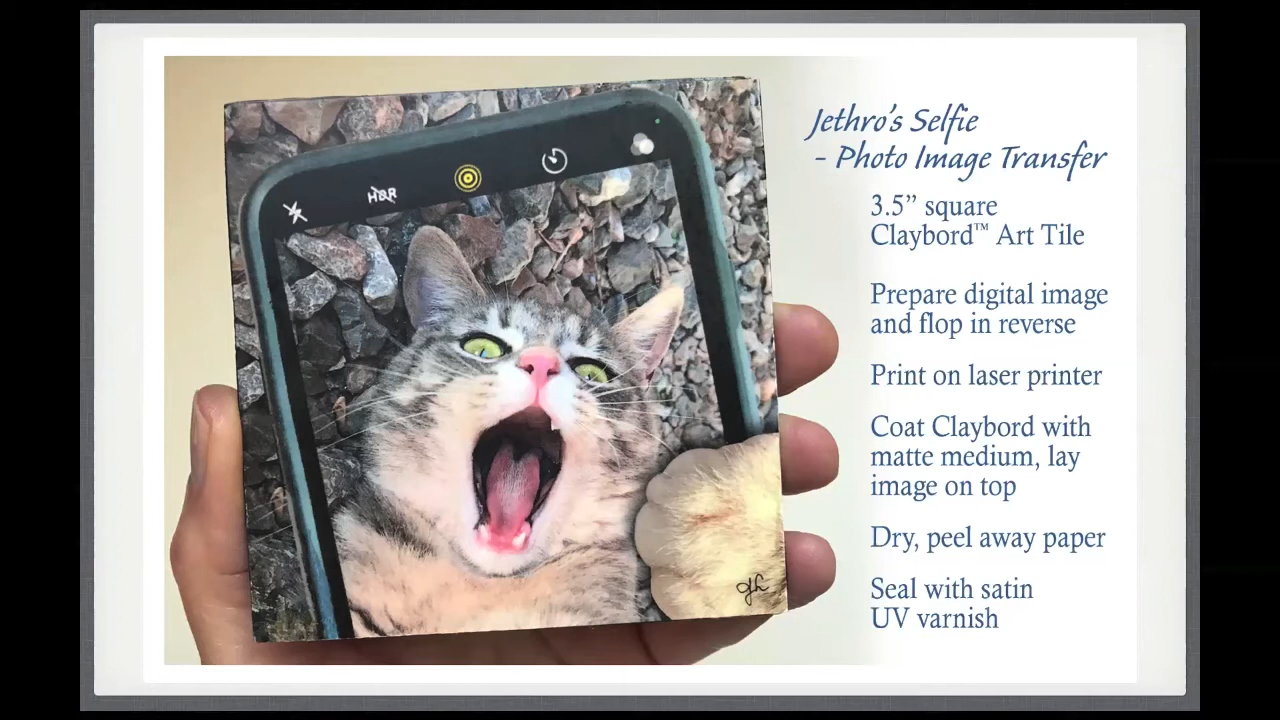 Jethro's Selfie
- Photo Image Transfer
3.5” square
Claybord™ Art Tile
Prepare digital image
and flop in reverse
Print on laser printer
Coat Claybord with
matte medium, lay
image on top
Dry, peel away paper
Seal with satin
UV varnish
HDR